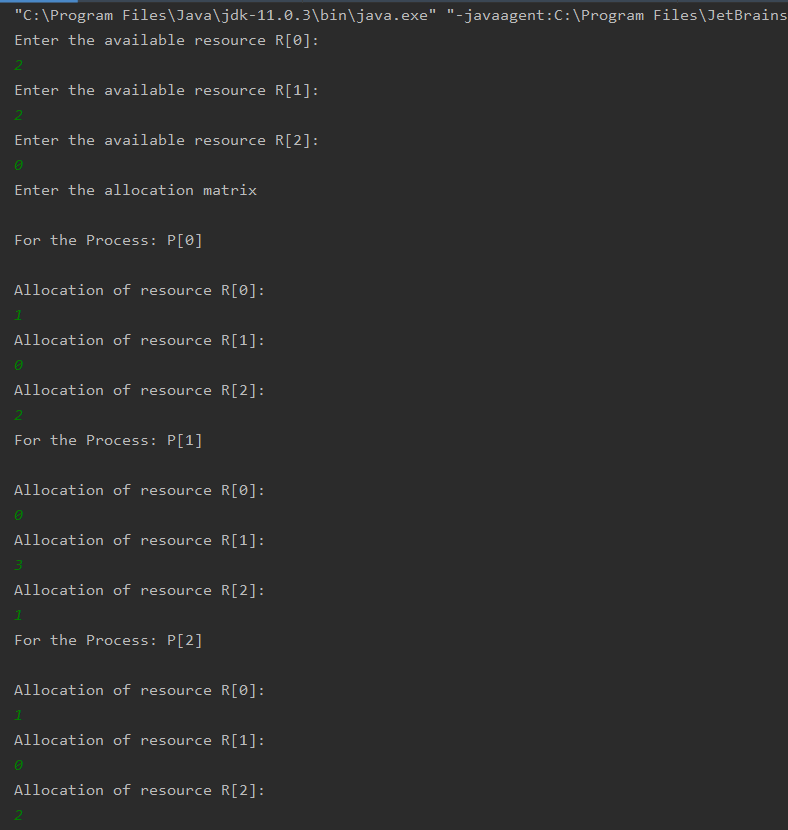 "C:\Program Files\Java\jdk-11.0.3\bin\java.exe" "-javaagent:C:\Program Files\JetBrains
Enter the available resource R[0]:
2
Enter the available resource R[1]:
2
Enter the available resource R[2]:
0
Enter the allocation matrix
For the Process: P[0]
Allocation of resource R[0]:
1
Allocation of resource R[1]:
0
Allocation of resource R[2]:
2
For the Process: P[1]
Allocation of resource R[0]:
0
Allocation of resource R[1]:
3
Allocation of resource R[2]:
1
For the Process: P[2]
Allocation of resource R[0]:
1
Allocation of resource R[1]:
0
Allocation of resource R[2]:
2